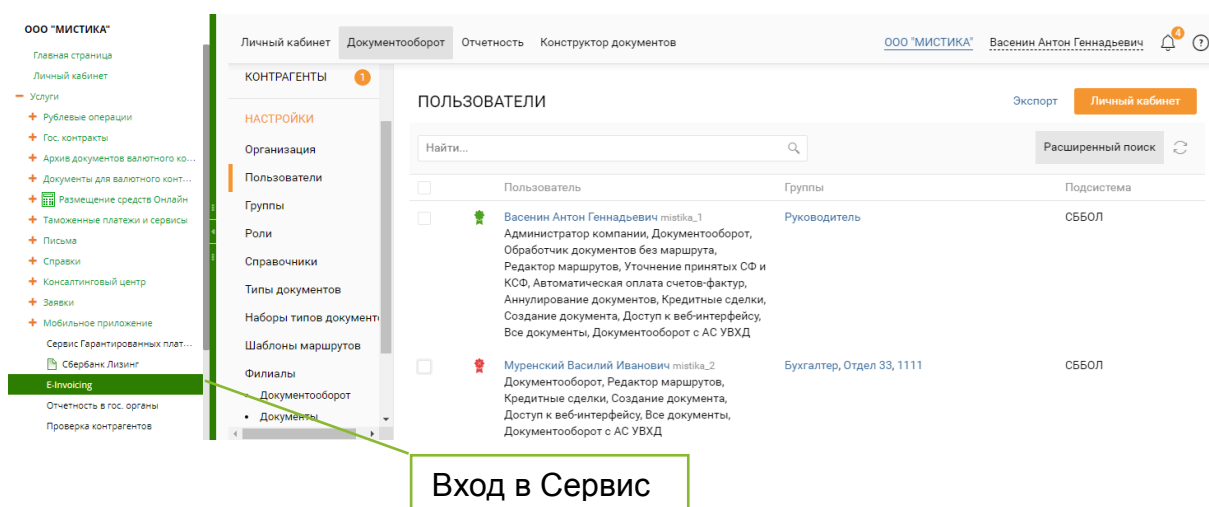 ООО "МИСТИКА"
Главная страница
Личный кабинет
Услуги
Рублевые операции
Гос. контракты
Архив документов валютного ко...
Документы для валютного конт...
Размещение средств Онлайн
Таможенные платежи и сервисы
Письма
Справки
Консалтинговый центр
Заявки
Мобильное приложение
Сервис Гарантированных плат...
Сбербанк Лизинг
E-Invoicing
Отчетность в гос. органы
Проверка контрагентов
Личный кабинет Документооборот Отчетность Конструктор документов ООО "МИСТИКА" Васенин Антон Геннадьевич 4 ?
КОНТРАГЕНТЫ 1
НАСТРОЙКИ
Организация
Пользователи
Группы
Роли
Справочники
Типы документов
Наборы типов документ
Шаблоны маршрутов
Филиалы
• Документооборот
• Документы
ПОЛЬЗОВАТЕЛИ Экспорт Личный кабинет
Найти... Расширенный поиск
Пользователь Группы Подсистема
Васенин Антон Геннадьевич mistika_1 Руководитель СББОЛ
Администратор компании, Документооборот,
Обработчик документов без маршрута,
Редактор маршрутов, Уточнение принятых СФ и
КСФ, Автоматическая оплата счетов-фактур,
Аннулирование документов, Кредитные сделки,
Создание документа, Доступ к веб-интерфейсу,
Все документы, Документооборот с АС УВХД
Муренский Василий Иванович mistika_2 Бухгалтер, Отдел 33, 1111 СББОЛ
Документооборот, Редактор маршрутов,
Кредитные сделки, Создание документа,
Доступ к веб-интерфейсу, Все документы,
Документооборот с АС УВХД
Вход в Сервис